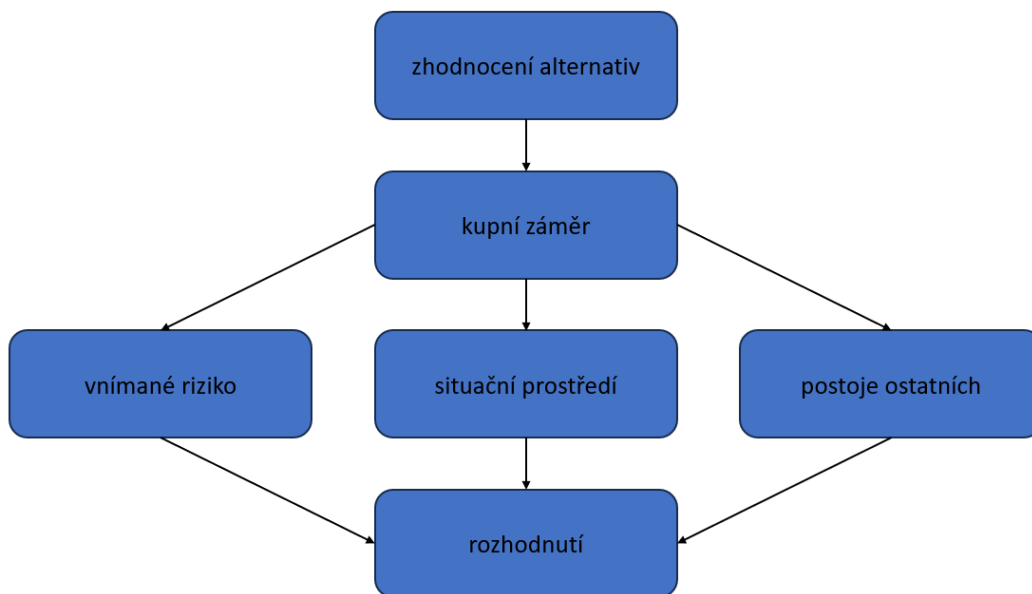 zhodnocení alternativ
kupní záměr
vnímané riziko
situační prostředí
postoje ostatních
rozhodnutí